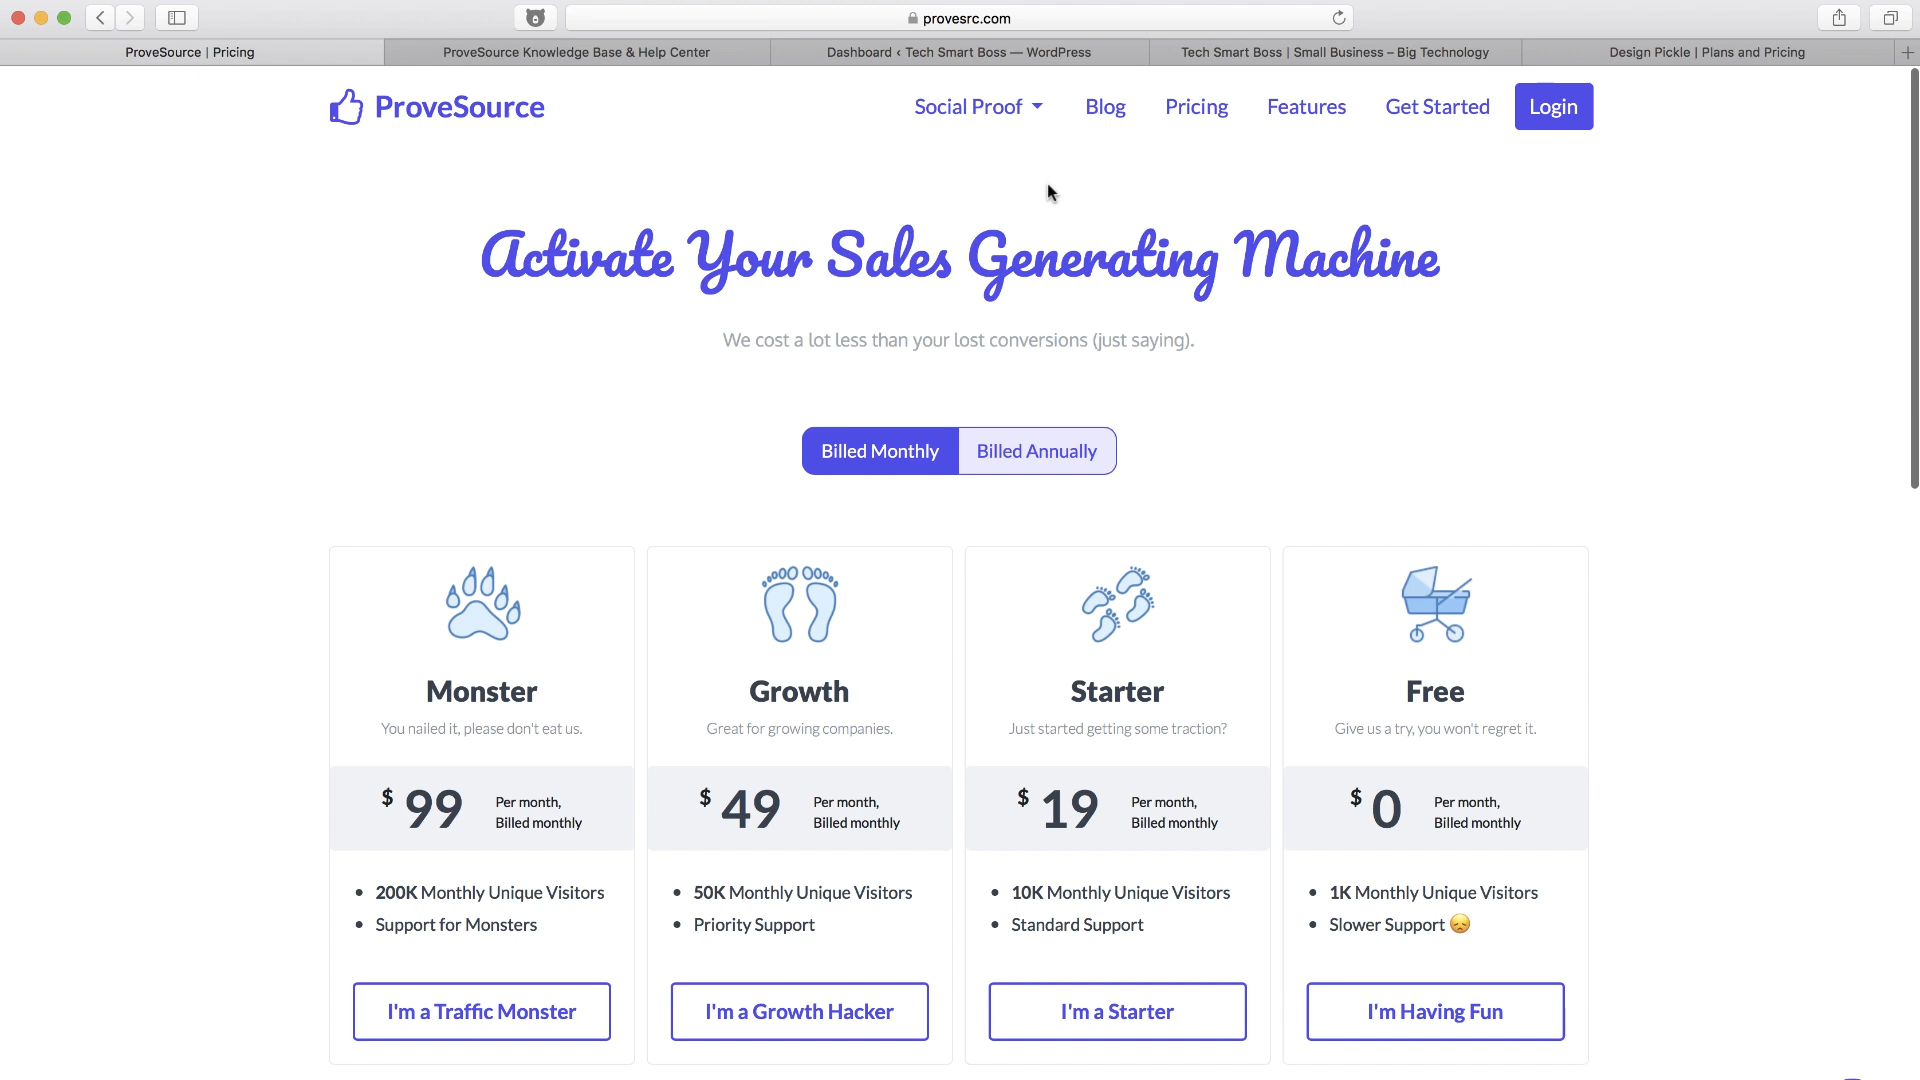 provesrc.com
ProveSource | Pricing
ProveSource Knowledge Base & Help Center
Dashboard ‹ Tech Smart Boss — WordPress
Tech Smart Boss | Small Business – Big Technology
Design Pickle | Plans and Pricing
ProveSource
Social Proof
Blog
Pricing
Features
Get Started
Login
Activate Your Sales Generating Machine
We cost a lot less than your lost conversions (just saying).
Billed Monthly
Billed Annually
Monster
You nailed it, please don't eat us.
$ 99
Per month,
Billed monthly
200K Monthly Unique Visitors
Support for Monsters
I'm a Traffic Monster
Growth
Great for growing companies.
$ 49
Per month,
Billed monthly
50K Monthly Unique Visitors
Priority Support
I'm a Growth Hacker
Starter
Just started getting some traction?
$ 19
Per month,
Billed monthly
10K Monthly Unique Visitors
Standard Support
I'm a Starter
Free
Give us a try, you won't regret it.
$ 0
Per month,
Billed monthly
1K Monthly Unique Visitors
Slower Support 😞
I'm Having Fun